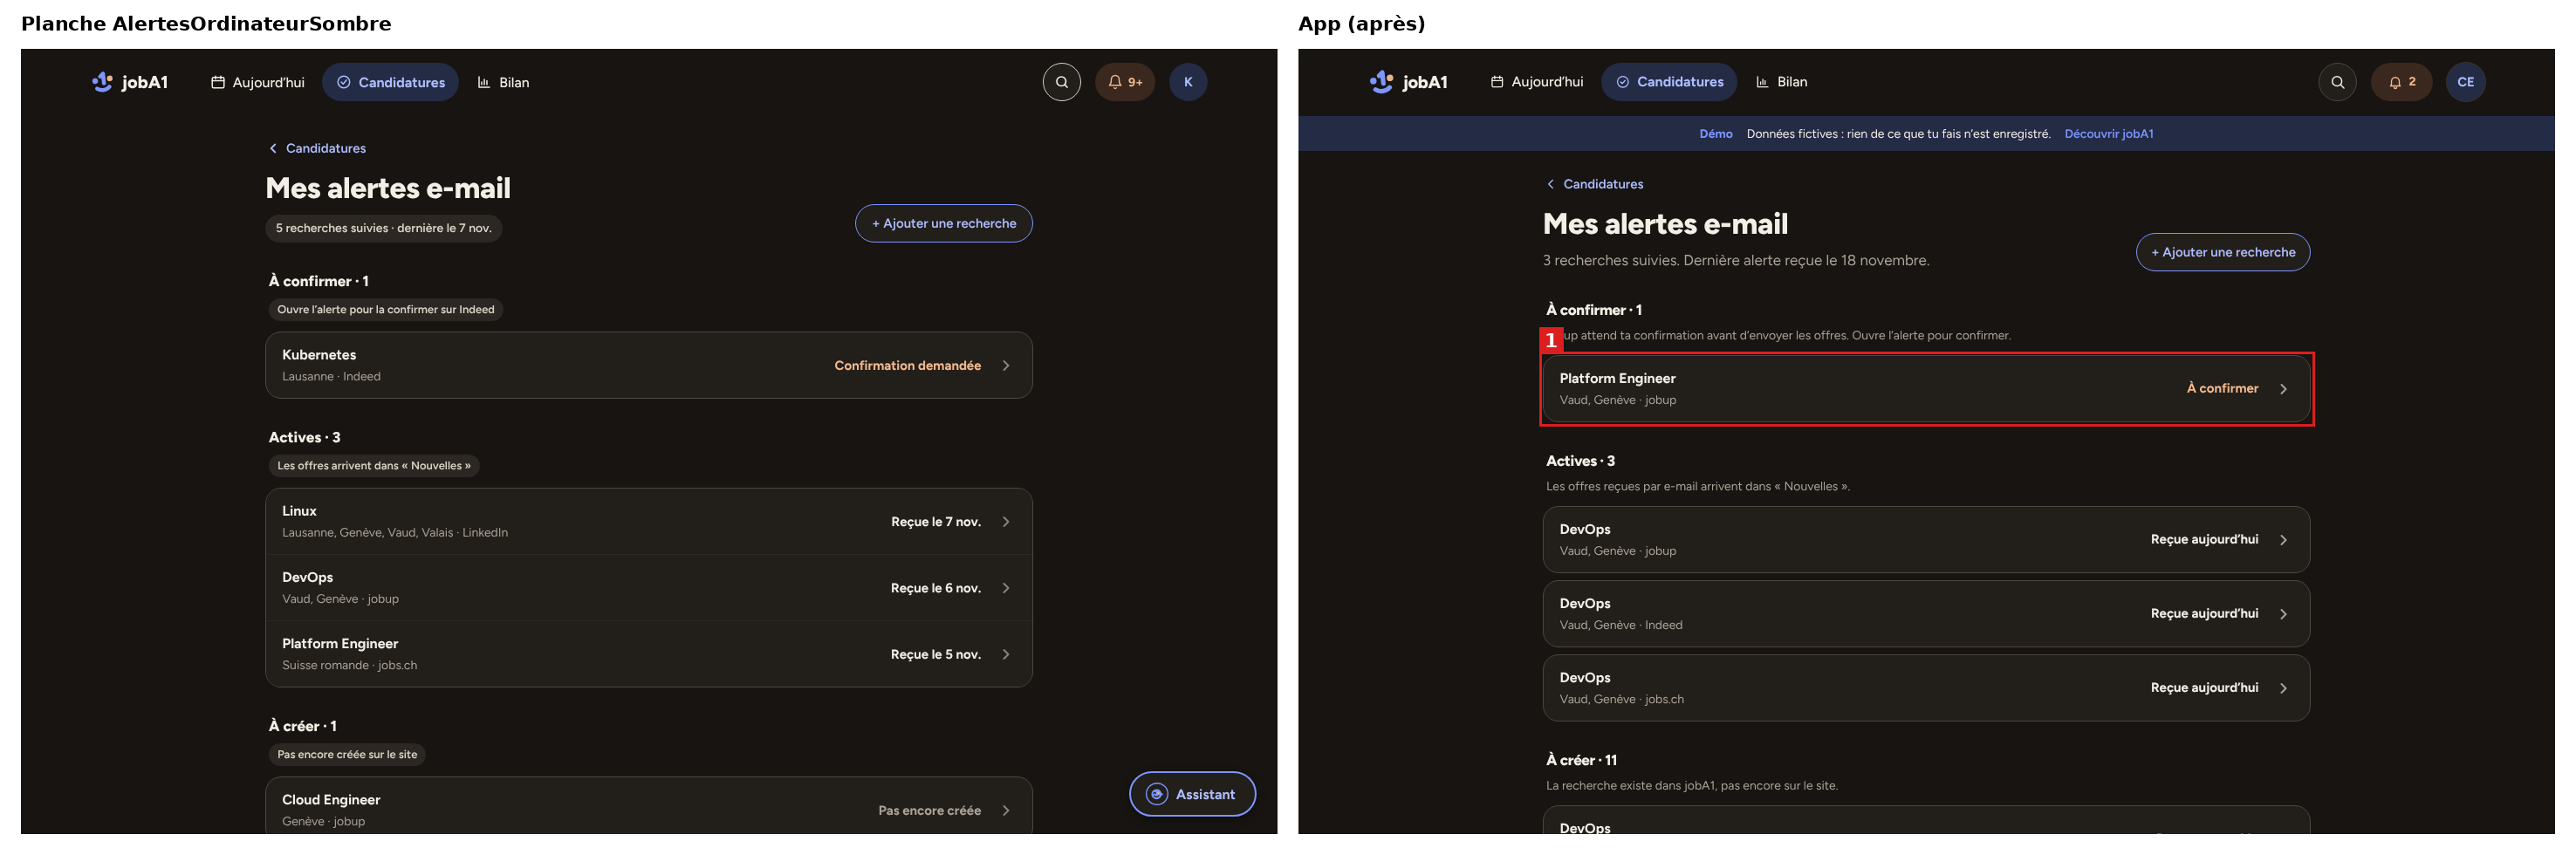 Planche AlertesOrdinateurSombre
jobA1
Aujourd’hui
Candidatures
Bilan
9+
K
Candidatures
Mes alertes e-mail
5 recherches suivies · dernière le 7 nov.
+ Ajouter une recherche
À confirmer · 1
Ouvre l’alerte pour la confirmer sur Indeed
Kubernetes
Lausanne · Indeed
Confirmation demandée
Actives · 3
Les offres arrivent dans « Nouvelles »
Linux
Lausanne, Genève, Vaud, Valais · LinkedIn
Reçue le 7 nov.
DevOps
Vaud, Genève · jobup
Reçue le 6 nov.
Platform Engineer
Suisse romande · jobs.ch
Reçue le 5 nov.
À créer · 1
Pas encore créée sur le site
Cloud Engineer
Genève · jobup
Pas encore créée
Assistant
App (après)
jobA1
Aujourd’hui
Candidatures
Bilan
2
CE
Démo Données fictives : rien de ce que tu fais n’est enregistré. Découvrir jobA1
Candidatures
Mes alertes e-mail
3 recherches suivies. Dernière alerte reçue le 18 novembre.
+ Ajouter une recherche
À confirmer · 1
1
up attend ta confirmation avant d’envoyer les offres. Ouvre l’alerte pour confirmer.
Platform Engineer
Vaud, Genève · jobup
À confirmer
Actives · 3
Les offres reçues par e-mail arrivent dans « Nouvelles ».
DevOps
Vaud, Genève · jobup
Reçue aujourd’hui
DevOps
Vaud, Genève · Indeed
Reçue aujourd’hui
DevOps
Vaud, Genève · jobs.ch
Reçue aujourd’hui
À créer · 11
La recherche existe dans jobA1, pas encore sur le site.
DevOps